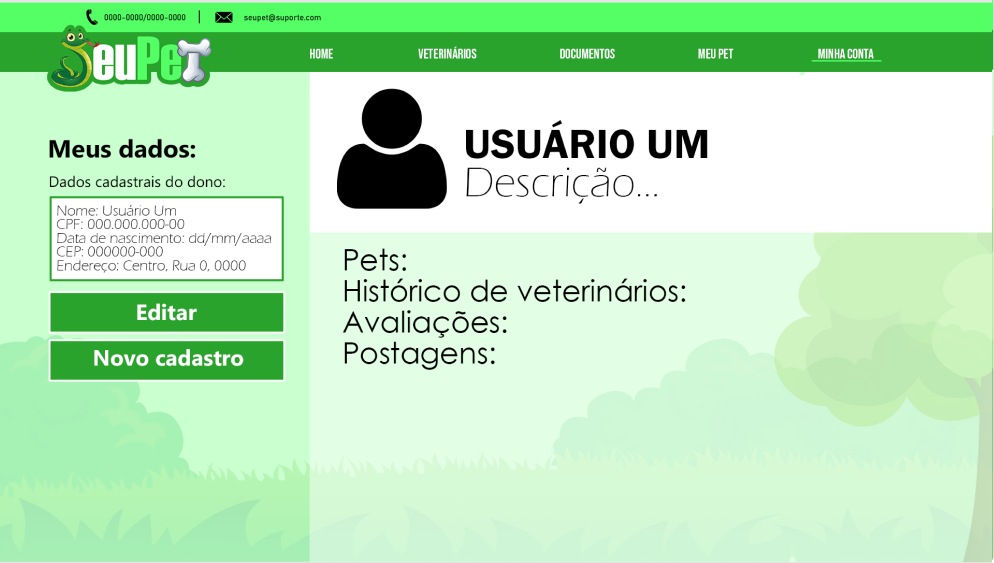 0000-0000/0000-0000 | seupet@suporte.com
SeuPeT
HOME VETERINÁRIOS DOCUMENTOS MEU PET MINHA CONTA
Meus dados:
Dados cadastrais do dono:
Nome: Usuário Um
CPF: 000.000.000-00
Data de nascimento: dd/mm/aaaa
CEP: 000000-000
Endereço: Centro, Rua 0, 0000
Editar
Novo cadastro
USUÁRIO UM
Descrição...
Pets:
Histórico de veterinários:
Avaliações:
Postagens: